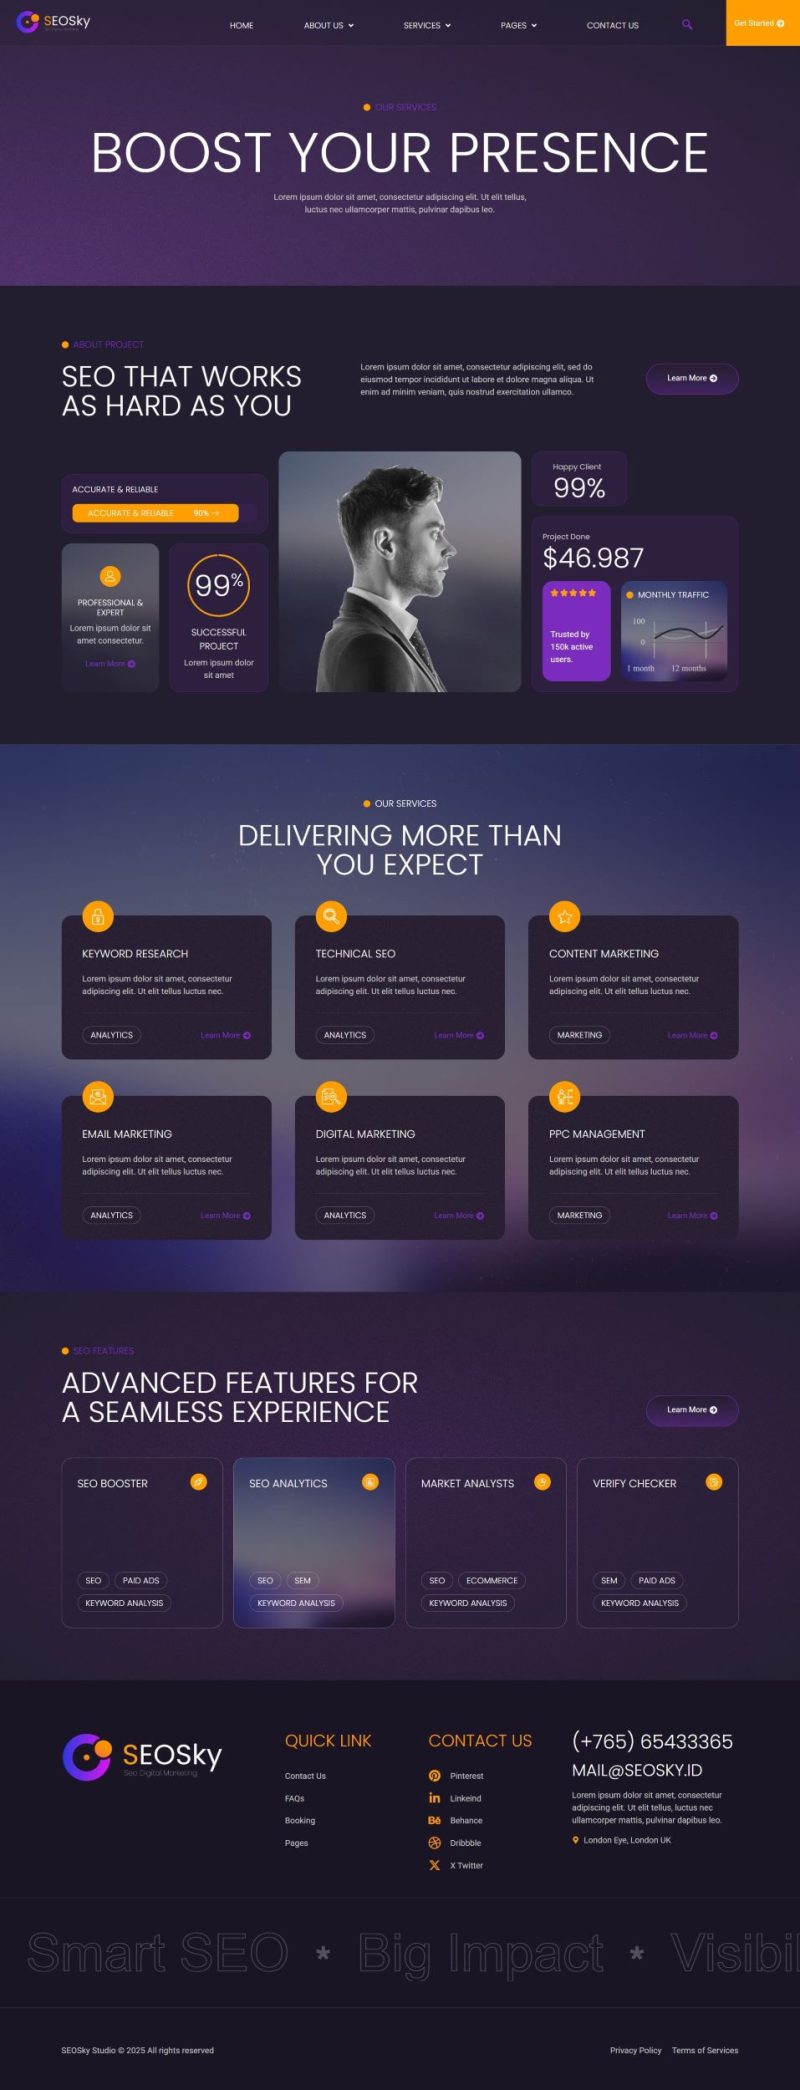 SEOSky
HOME
ABOUT US
SERVICES
PAGES
CONTACT US
Get Started
OUR SERVICES
BOOST YOUR PRESENCE
Lorem ipsum dolor sit amet, consectetur adipiscing elit. Ut elit tellus,
luctus nec ullamcorper mattis, pulvinar dapibus leo.
ABOUT PROJECT
SEO THAT WORKS
AS HARD AS YOU
Lorem ipsum dolor sit amet, consectetur adipiscing elit, sed do
eiusmod tempor incididunt ut labore et dolore magna aliqua. Ut
enim ad minim veniam, quis nostrud exercitation ullamco.
Learn More
ACCURATE & RELIABLE
ACCURATE & RELIABLE 90% →
PROFESSIONAL &
EXPERT
Lorem ipsum dolor sit
amet consectetur.
Learn More
99%
SUCCESSFUL
PROJECT
Lorem ipsum dolor
sit amet
Happy Client
99%
Project Done
$46.987
Trusted by
150k active
users.
MONTHLY TRAFFIC
100
0
1 month 12 months
OUR SERVICES
DELIVERING MORE THAN
YOU EXPECT
KEYWORD RESEARCH
Lorem ipsum dolor sit amet, consectetur
adipiscing elit. Ut elit tellus luctus nec.
ANALYTICS Learn More
TECHNICAL SEO
Lorem ipsum dolor sit amet, consectetur
adipiscing elit. Ut elit tellus luctus nec.
ANALYTICS Learn More
CONTENT MARKETING
Lorem ipsum dolor sit amet, consectetur
adipiscing elit. Ut elit tellus luctus nec.
MARKETING Learn More
EMAIL MARKETING
Lorem ipsum dolor sit amet, consectetur
adipiscing elit. Ut elit tellus luctus nec.
ANALYTICS Learn More
DIGITAL MARKETING
Lorem ipsum dolor sit amet, consectetur
adipiscing elit. Ut elit tellus luctus nec.
ANALYTICS Learn More
PPC MANAGEMENT
Lorem ipsum dolor sit amet, consectetur
adipiscing elit. Ut elit tellus luctus nec.
MARKETING Learn More
SEO FEATURES
ADVANCED FEATURES FOR
A SEAMLESS EXPERIENCE
Learn More
SEO BOOSTER
SEO PAID ADS
KEYWORD ANALYSIS
SEO ANALYTICS
SEO SEM
KEYWORD ANALYSIS
MARKET ANALYSTS
SEO ECOMMERCE
KEYWORD ANALYSIS
VERIFY CHECKER
SEM PAID ADS
KEYWORD ANALYSIS
SEOSky
Seo Digital Marketing
QUICK LINK
Contact Us
FAQs
Booking
Pages
CONTACT US
Pinterest
Linkeind
Behance
Dribbble
X Twitter
(+765) 65433365
MAIL@SEOSKY.ID
Lorem ipsum dolor sit amet, consectetur
adipiscing elit. Ut elit tellus, luctus nec
ullamcorper mattis, pulvinar dapibus leo.
London Eye, London UK
Smart SEO * Big Impact * Visibil
SEOSky Studio © 2025 All rights reserved
Privacy Policy Terms of Services